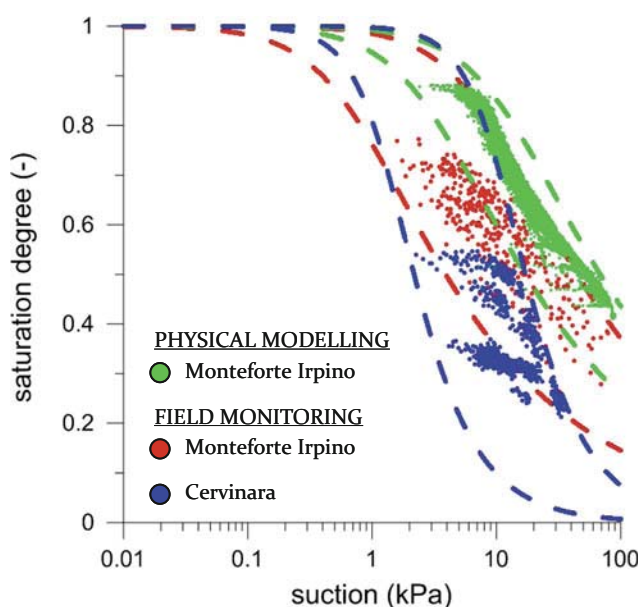 1
0.8
0.6
0.4
0.2
0
saturation degree (-)
PHYSICAL MODELLING
Monteforte Irpino
FIELD MONITORING
Monteforte Irpino
Cervinara
0.01 0.1 1 10 100
suction (kPa)